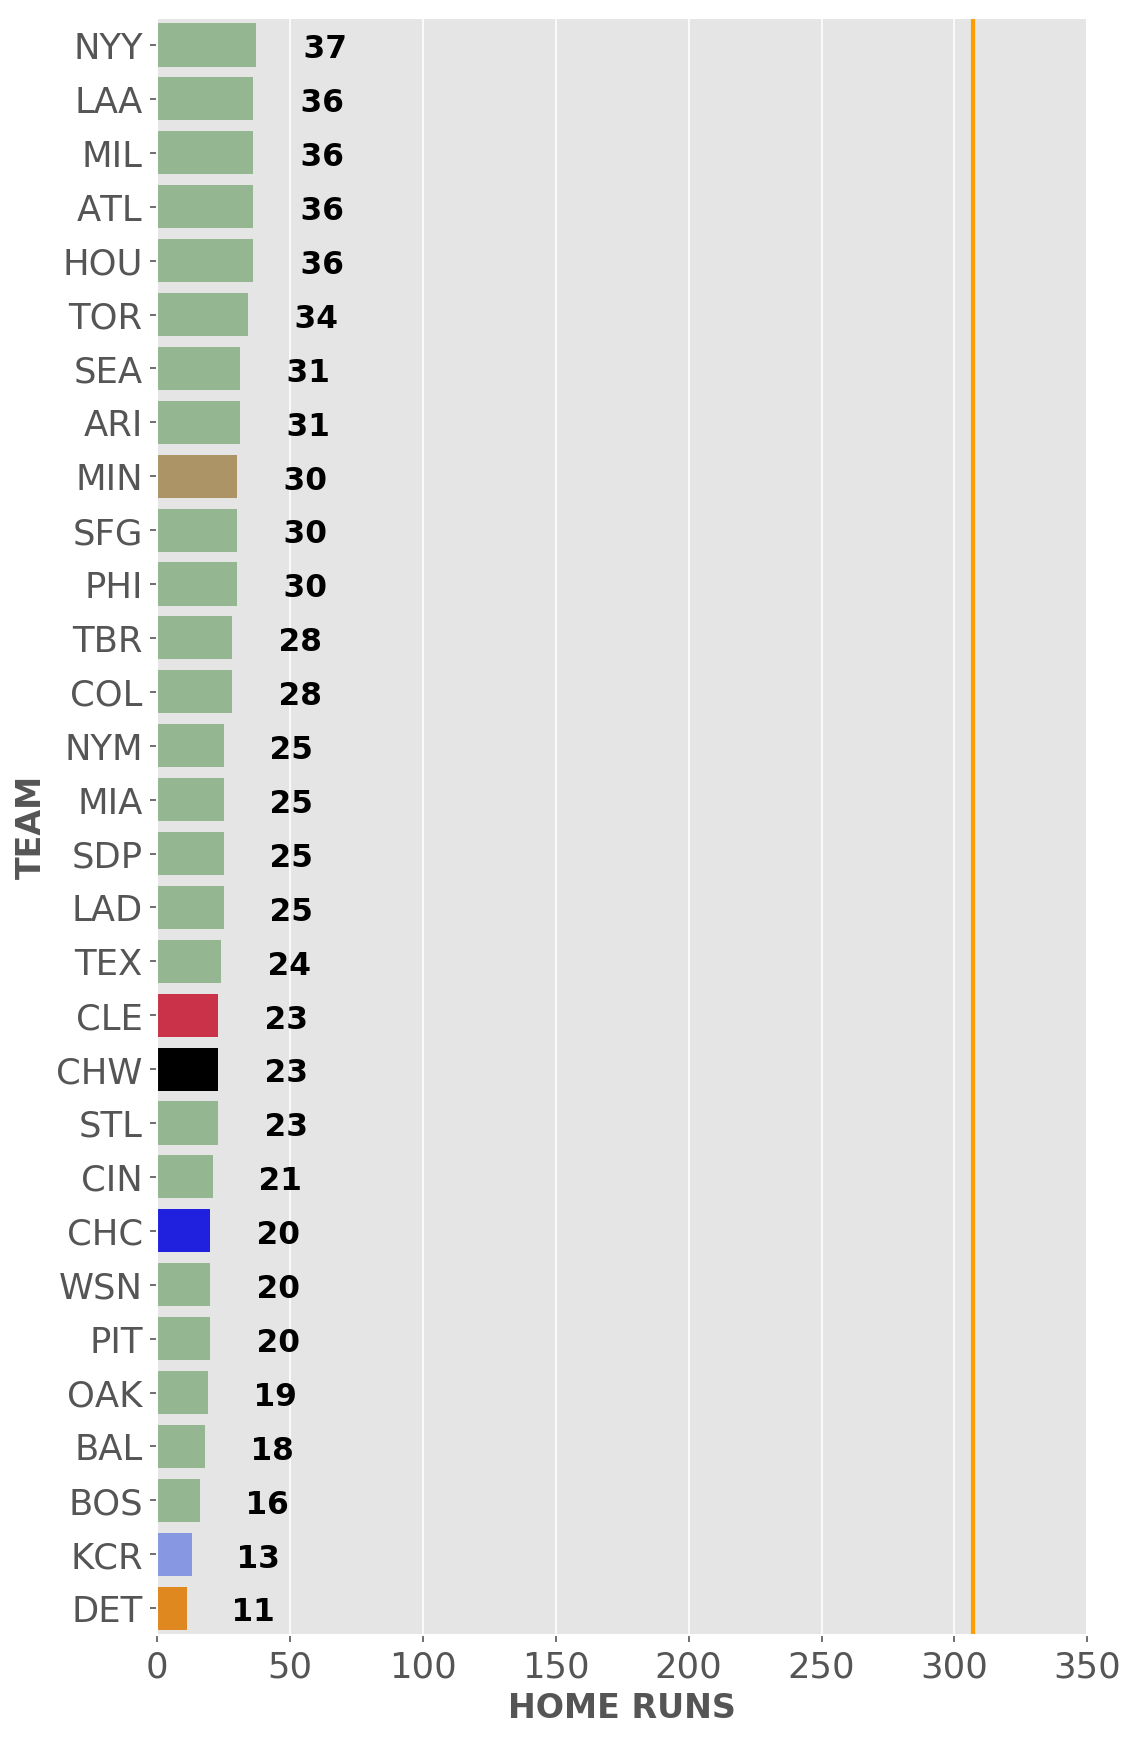 NYY 37
LAA 36
MIL 36
ATL 36
HOU 36
TOR 34
SEA 31
ARI 31
MIN 30
SFG 30
PHI 30
TBR 28
COL 28
NYM 25
MIA 25
SDP 25
LAD 25
TEX 24
CLE 23
CHW 23
STL 23
CIN 21
CHC 20
WSN 20
PIT 20
OAK 19
BAL 18
BOS 16
KCR 13
DET 11
TEAM
0 50 100 150 200 250 300 350
HOME RUNS